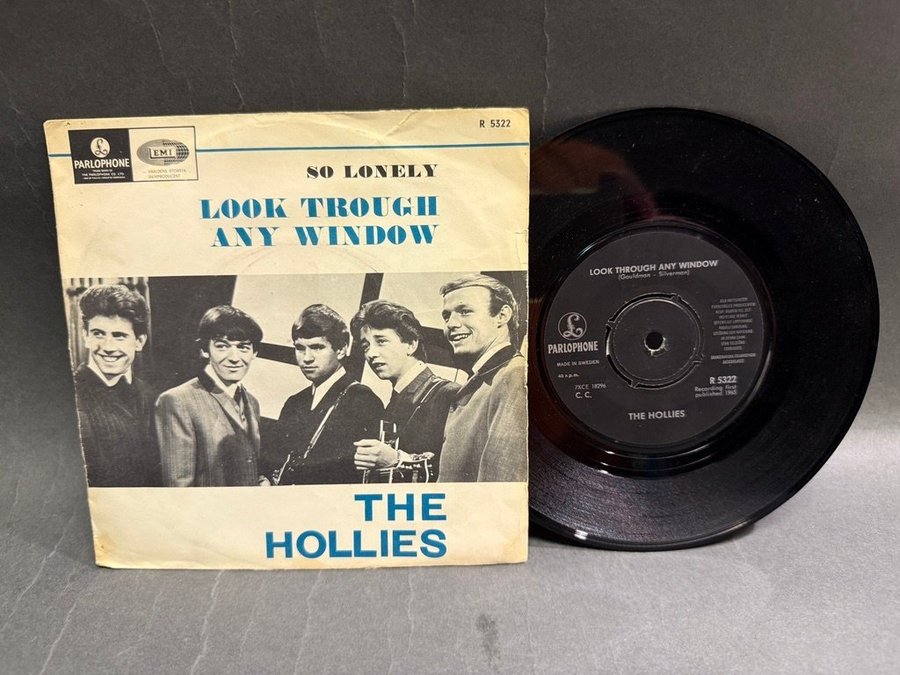 R 5322
PARLOPHONE
EMI
SO LONELY
LOOK TROUGH
ANY WINDOW
THE
HOLLIES
LOOK THROUGH ANY WINDOW
(Gouldman - Silverman)
PARLOPHONE
MADE IN SWEDEN
45 r.p.m.
7XCE 18296
C. C.
R 5322
Recording first
published 1965
THE HOLLIES